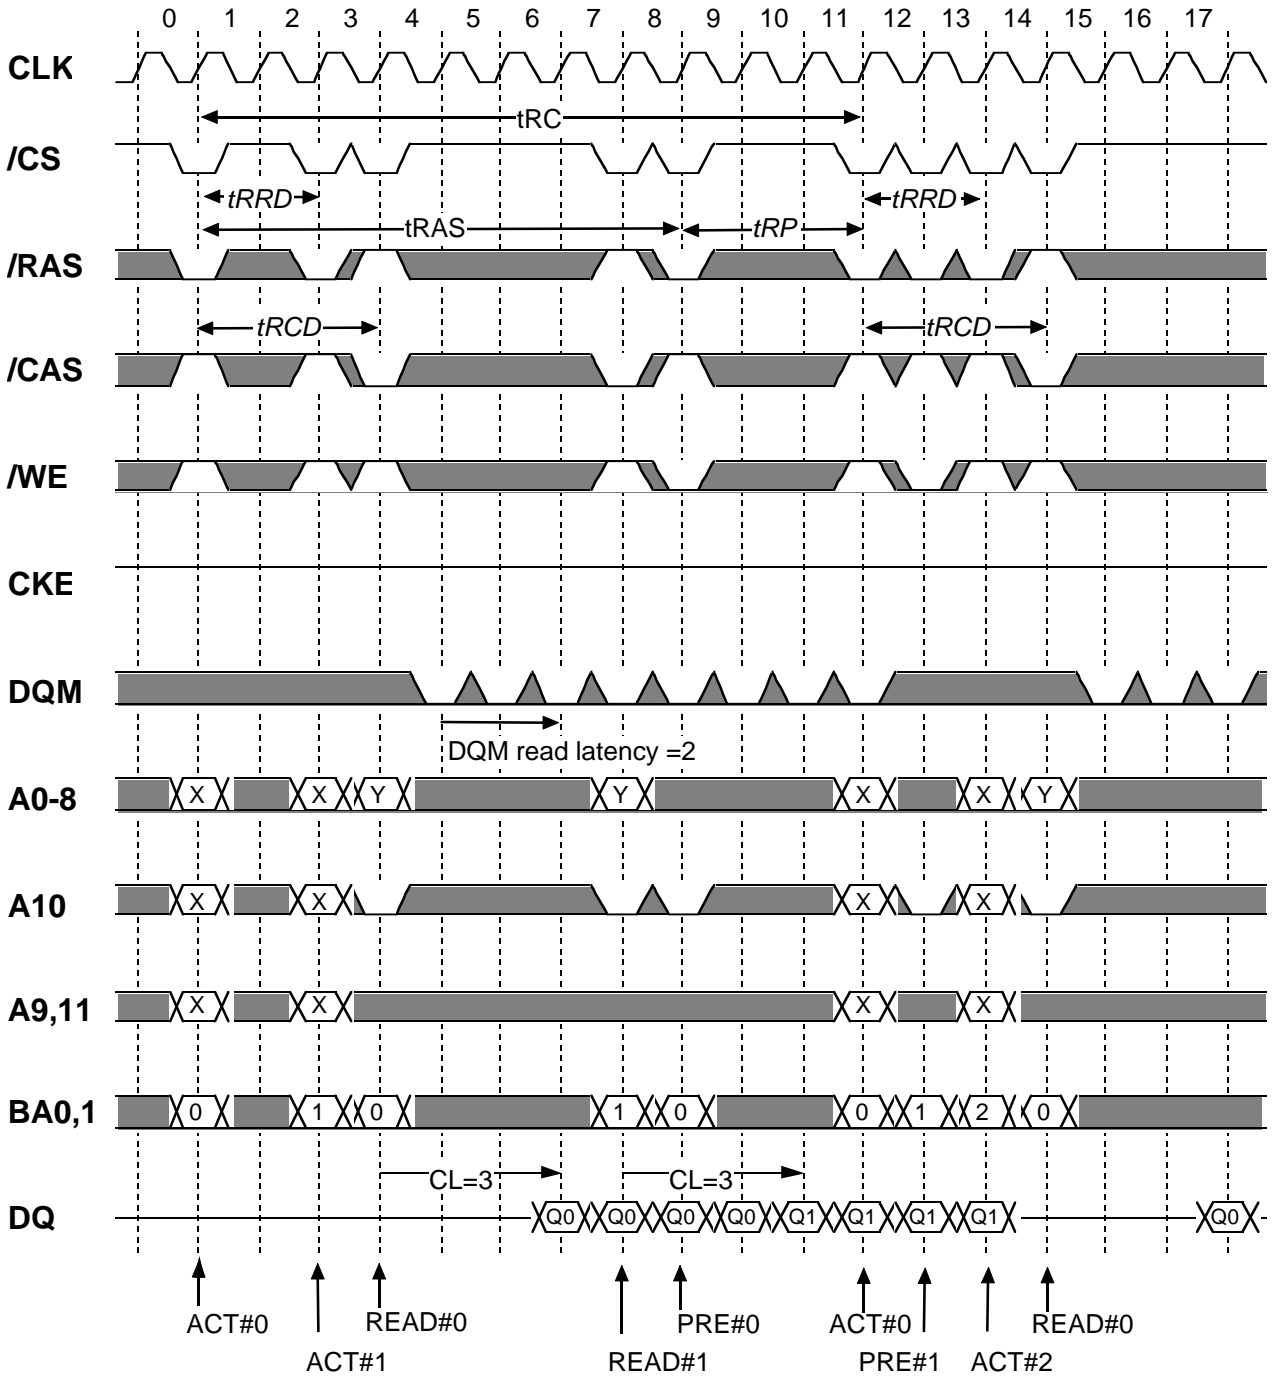 0 1 2 3 4 5 6 7 8 9 10 11 12 13 14 15 16 17
CLK
tRC
/CS
tRRD tRRD
tRAS tRP
/RAS
tRCD tRCD
/CAS
/WE
CKE
DQM
DQM read latency =2
A0-8 X X Y Y X X Y
A10 X X X X
A9,11 X X X X
BA0,1 0 1 0 1 0 0 1 2 0
CL=3 CL=3
DQ Q0 Q0 Q0 Q0 Q1 Q1 Q1 Q1 Q0
ACT#0 READ#0 PRE#0 ACT#0 READ#0
ACT#1 READ#1 PRE#1 ACT#2